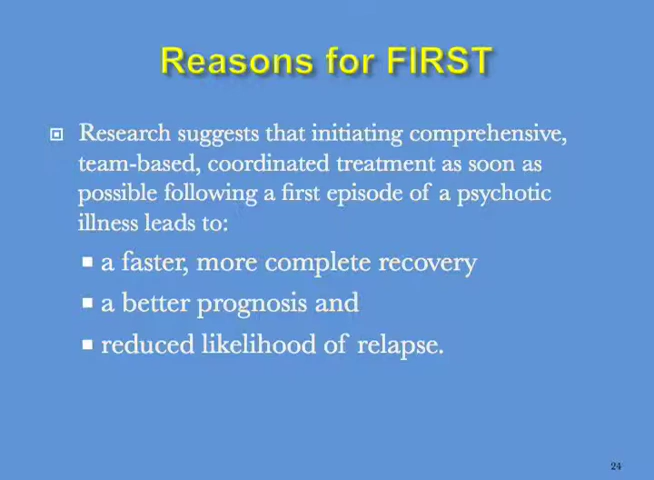 Reasons for FIRST
Research suggests that initiating comprehensive,
team-based, coordinated treatment as soon as
possible following a first episode of a psychotic
illness leads to:
a faster, more complete recovery
a better prognosis and
reduced likelihood of relapse.
24